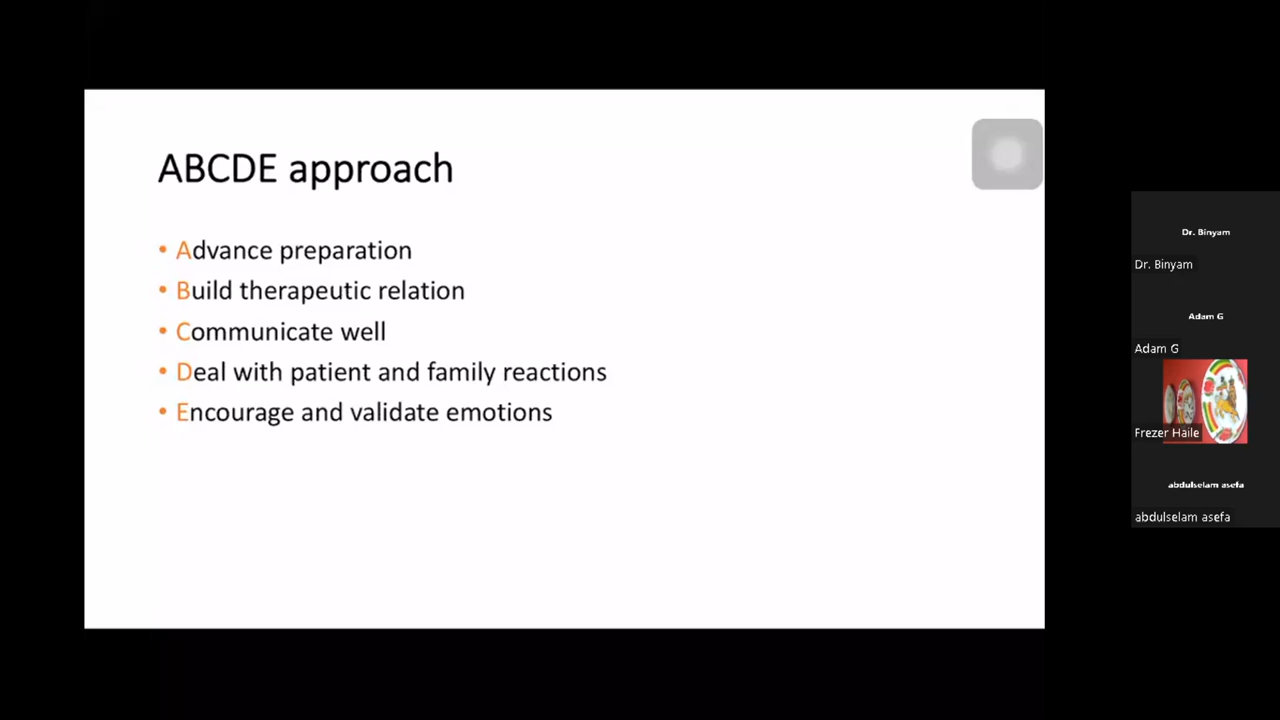 ABCDE approach
• Advance preparation
• Build therapeutic relation
• Communicate well
• Deal with patient and family reactions
• Encourage and validate emotions
Dr. Binyam
Dr. Binyam
Adam G
Adam G
Frezer Haile
abdulselam asefa
abdulselam asefa